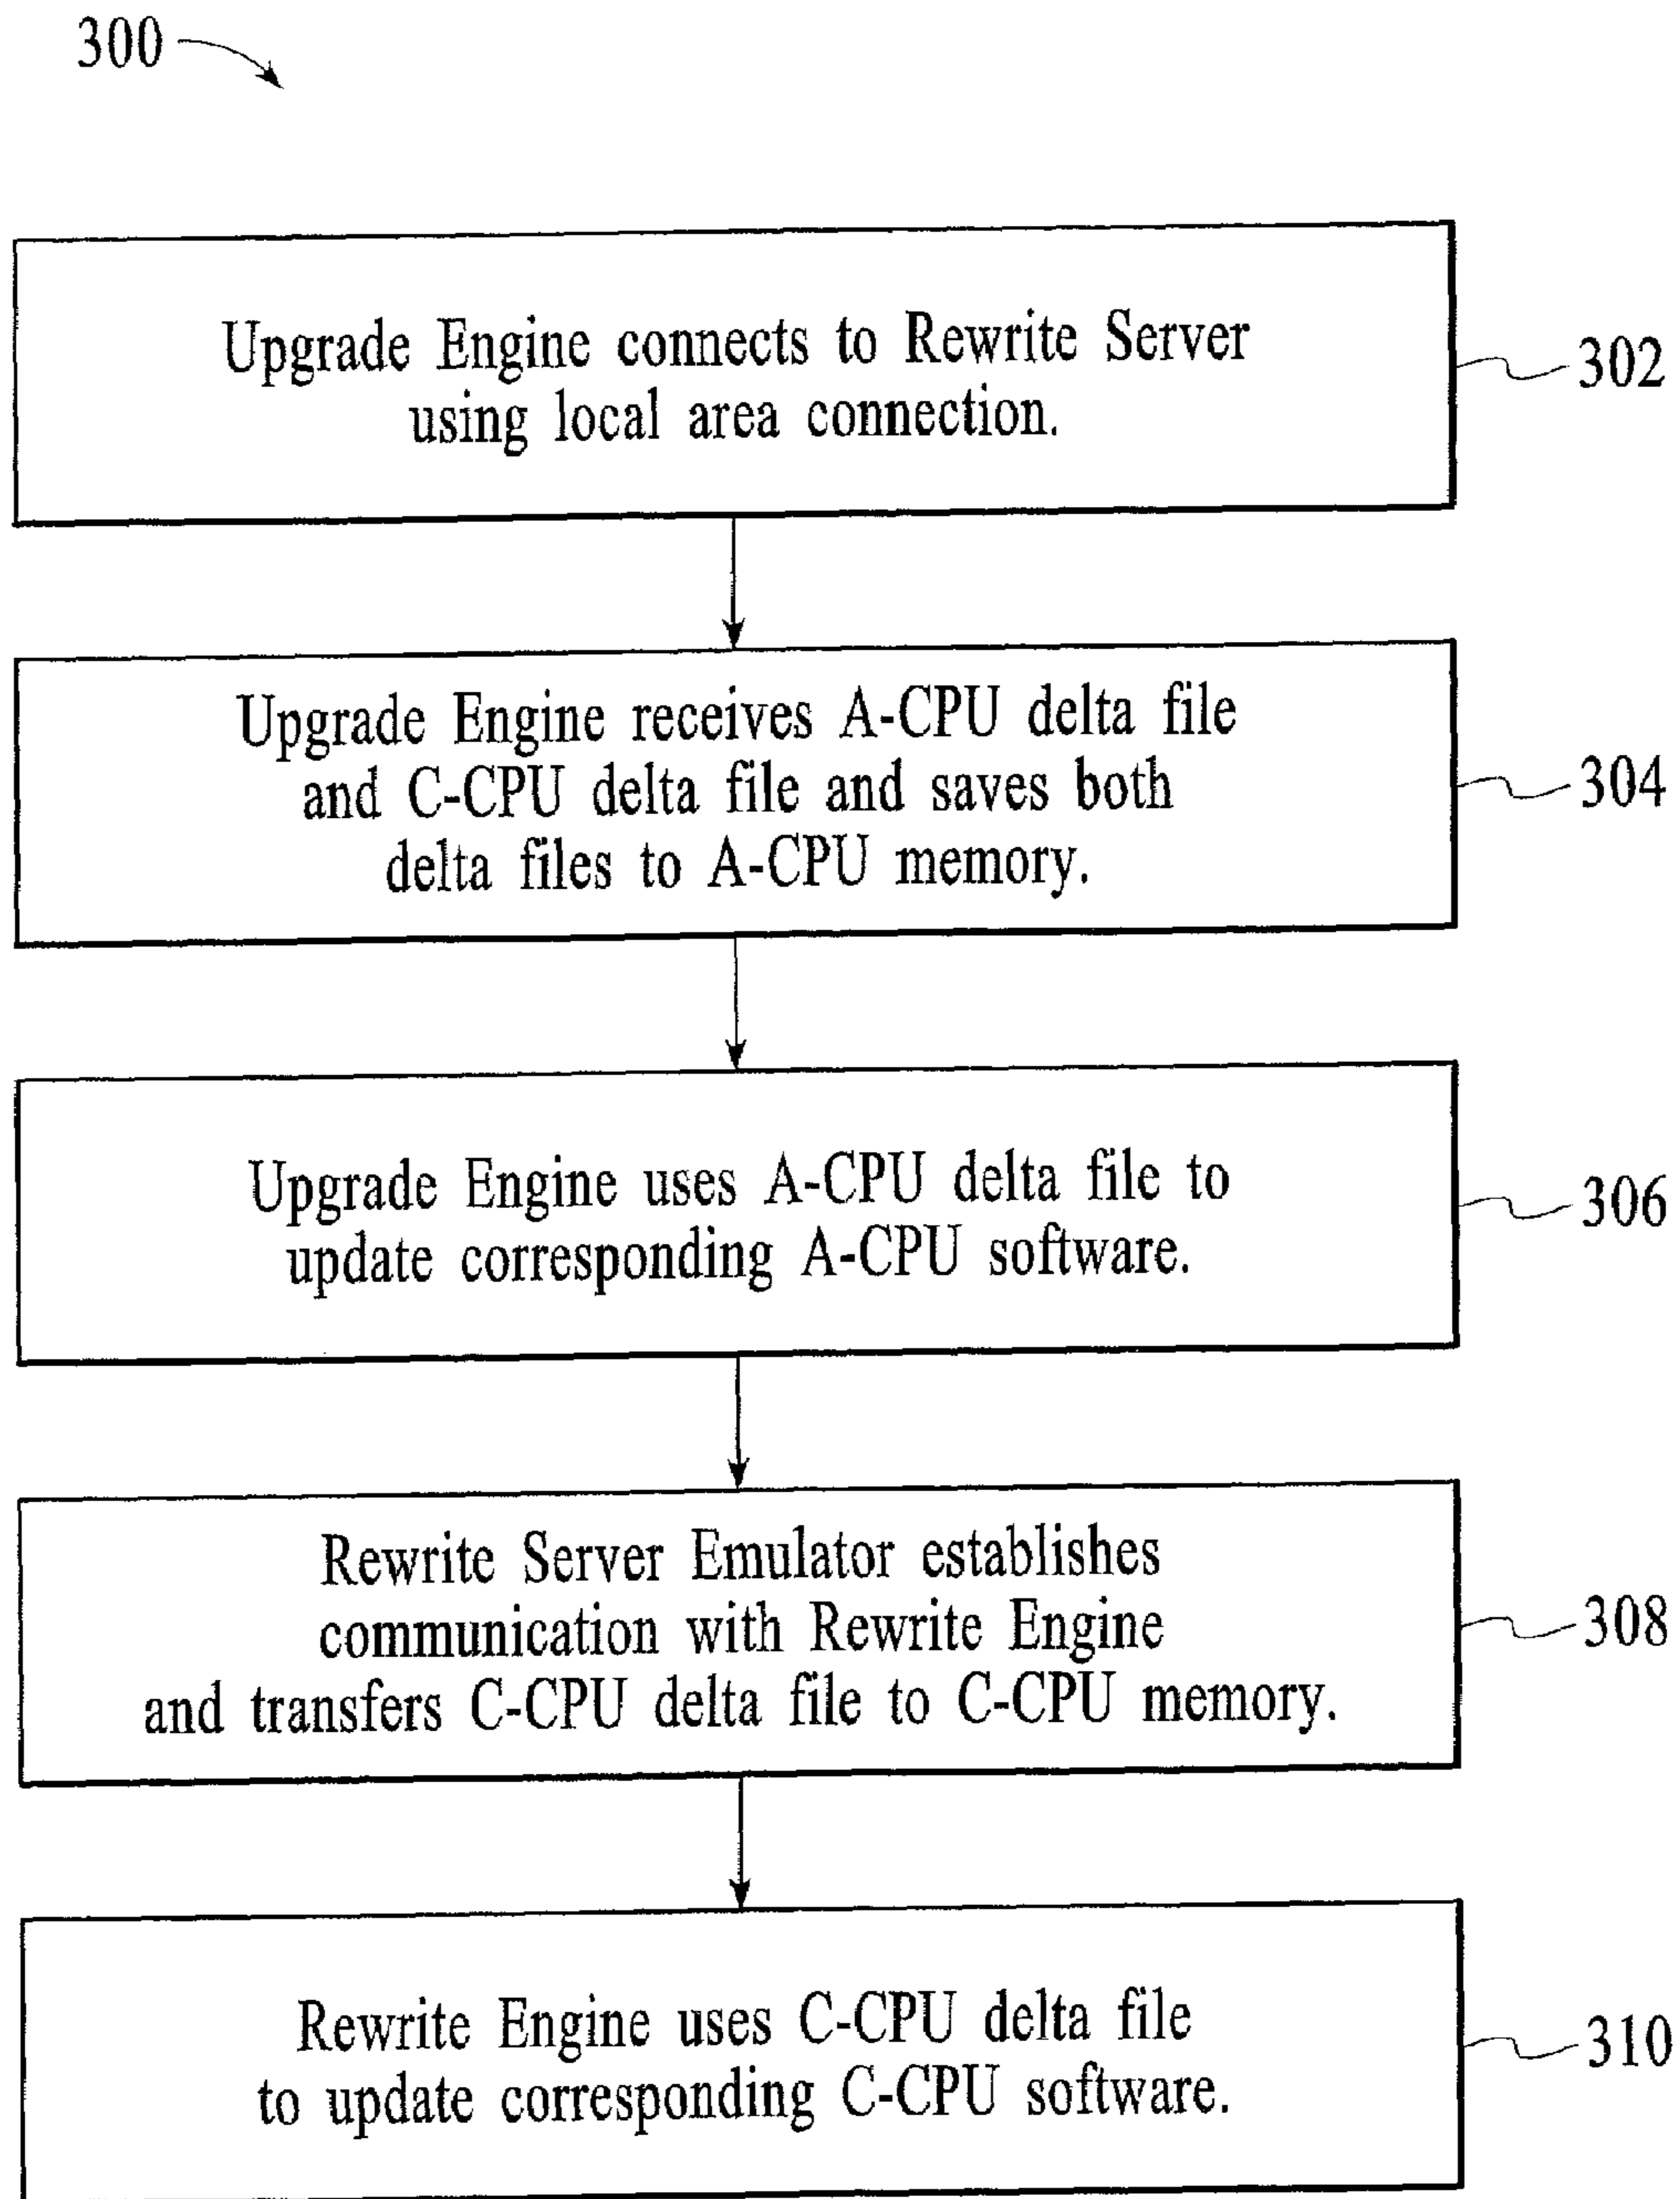 300
Upgrade Engine connects to Rewrite Server
using local area connection.
302
Upgrade Engine receives A-CPU delta file
and C-CPU delta file and saves both
delta files to A-CPU memory.
304
Upgrade Engine uses A-CPU delta file to
update corresponding A-CPU software.
306
Rewrite Server Emulator establishes
communication with Rewrite Engine
and transfers C-CPU delta file to C-CPU memory.
308
Rewrite Engine uses C-CPU delta file
to update corresponding C-CPU software.
310